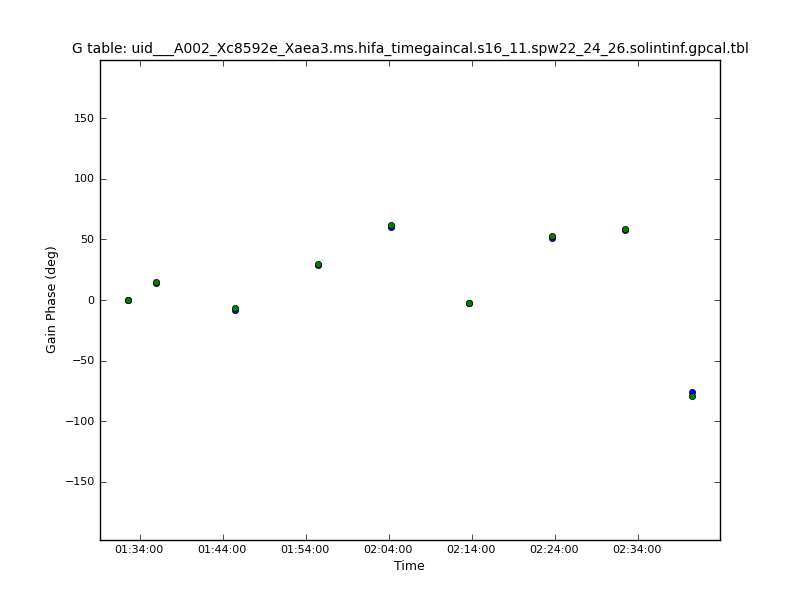 G table: uid___A002_Xc8592e_Xaea3.ms.hifa_timegaincal.s16_11.spw22_24_26.solintinf.gpcal.tbl
150
100
50
0
−50
−100
−150
Gain Phase (deg)
01:34:00 01:44:00 01:54:00 02:04:00 02:14:00 02:24:00 02:34:00
Time